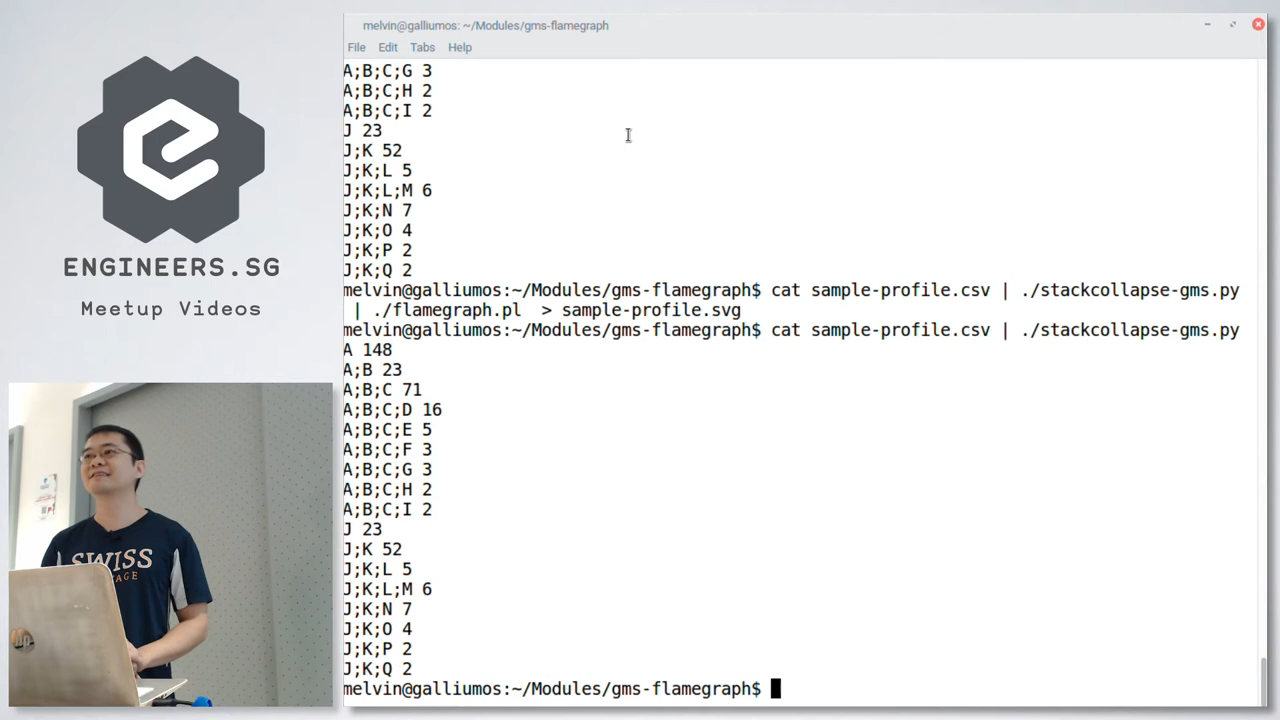 ENGINEERS.SG
Meetup Videos
SWISS
melvin@galliumos: ~/Modules/gms-flamegraph
File Edit Tabs Help
A;B;C;G 3
A;B;C;H 2
A;B;C;I 2
J 23
J;K 52
J;K;L 5
J;K;L;M 6
J;K;N 7
J;K;O 4
J;K;P 2
J;K;Q 2
melvin@galliumos:~/Modules/gms-flamegraph$ cat sample-profile.csv | ./stackcollapse-gms.py
| ./flamegraph.pl > sample-profile.svg
melvin@galliumos:~/Modules/gms-flamegraph$ cat sample-profile.csv | ./stackcollapse-gms.py
A 148
A;B 23
A;B;C 71
A;B;C;D 16
A;B;C;E 5
A;B;C;F 3
A;B;C;G 3
A;B;C;H 2
A;B;C;I 2
J 23
J;K 52
J;K;L 5
J;K;L;M 6
J;K;N 7
J;K;O 4
J;K;P 2
J;K;Q 2
melvin@galliumos:~/Modules/gms-flamegraph$